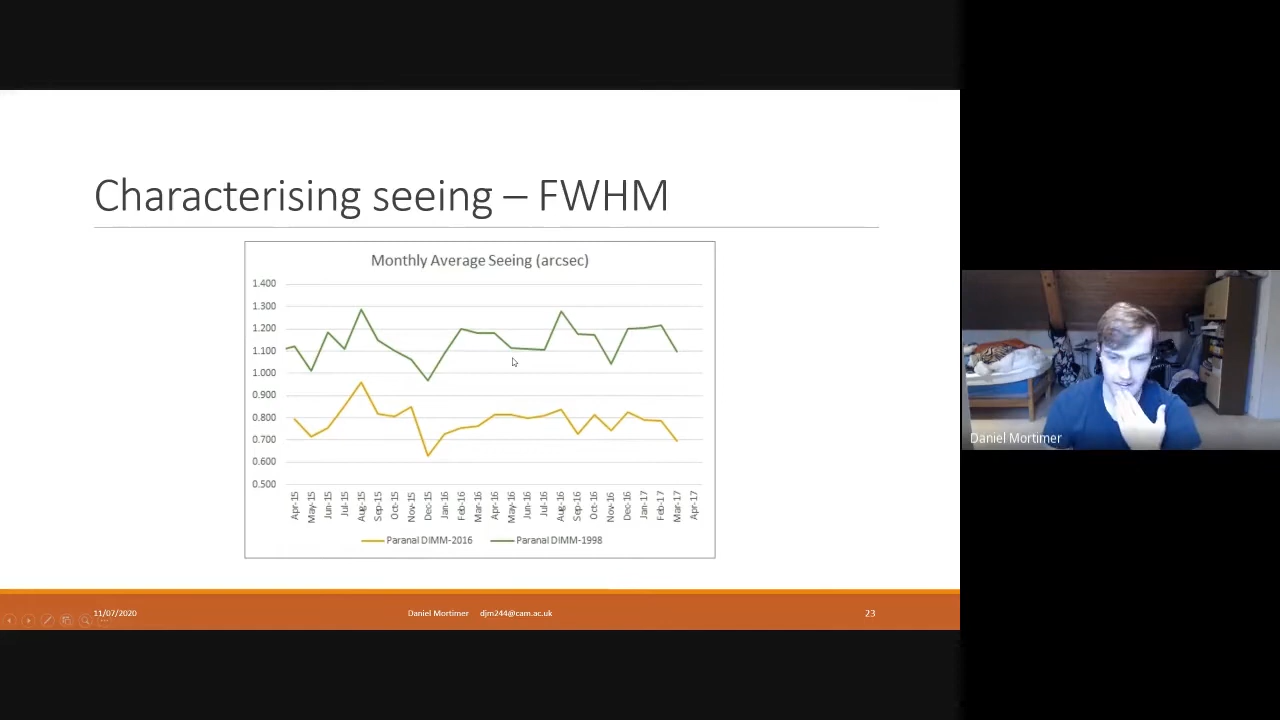 Characterising seeing – FWHM
Monthly Average Seeing (arcsec)
1.400
1.300
1.200
1.100
1.000
0.900
0.800
0.700
0.600
0.500
Apr-15
May-15
Jun-15
Jul-15
Aug-15
Sep-15
Oct-15
Nov-15
Dec-15
Jan-16
Feb-16
Mar-16
Apr-16
May-16
Jun-16
Jul-16
Aug-16
Sep-16
Oct-16
Nov-16
Dec-16
Jan-17
Feb-17
Mar-17
Apr-17
Paranal DIMM-2016 Paranal DIMM-1998
Daniel Mortimer
11/07/2020 Daniel Mortimer djm244@cam.ac.uk 23